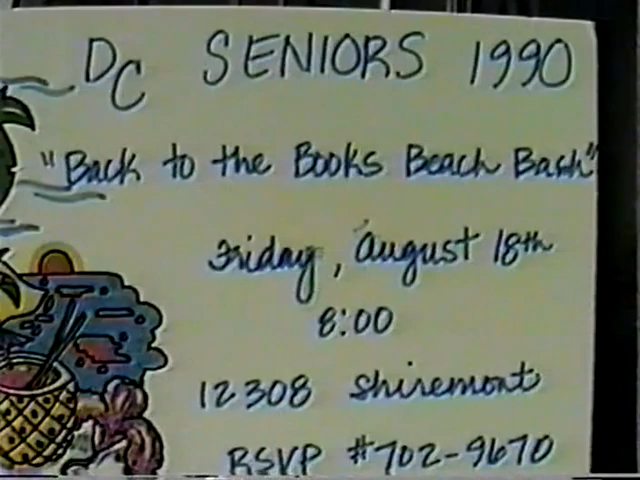 DC SENIORS 1990
"Back to the Books Beach Bash"
Friday, August 18th
8:00
12308 Shiremont
RSVP #702-9670